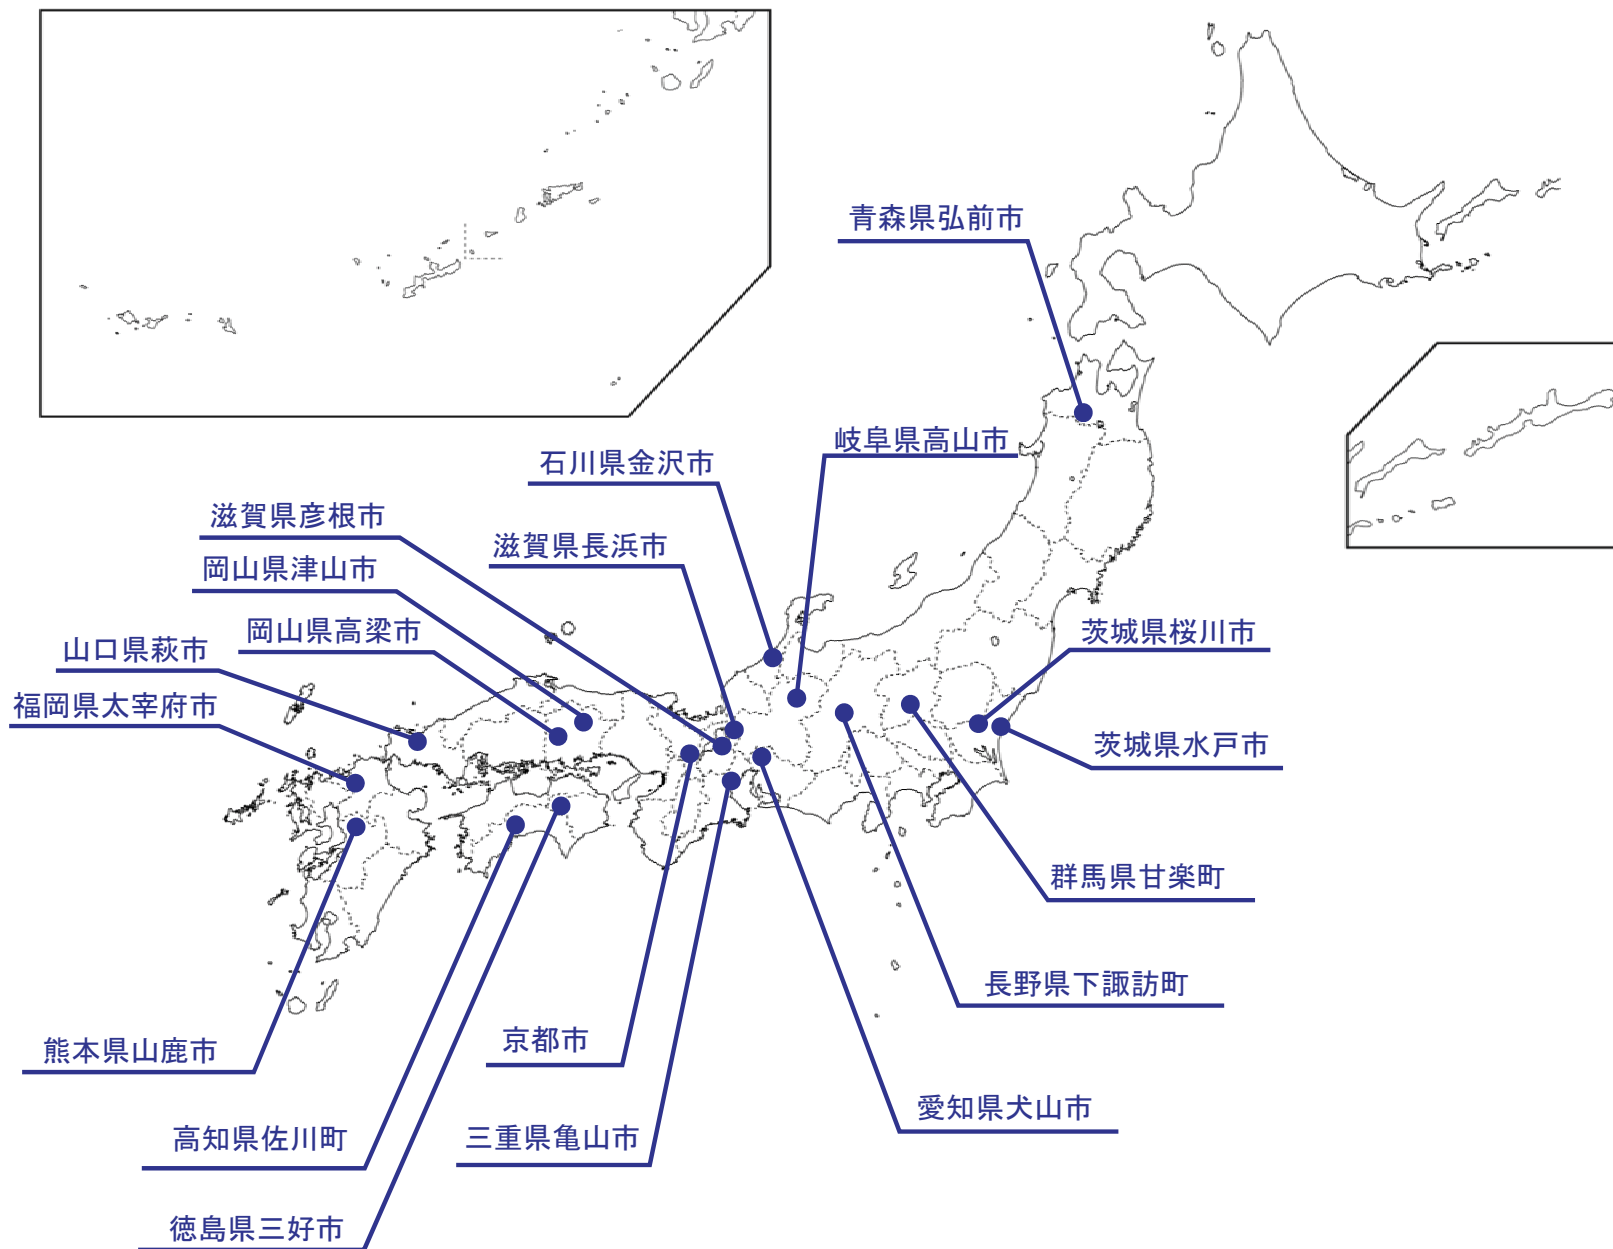 青森県弘前市
岐阜県高山市
石川県金沢市
滋賀県彦根市
滋賀県長浜市
岡山県津山市
岡山県高梁市
山口県萩市
福岡県太宰府市
茨城県桜川市
茨城県水戸市
群馬県甘楽町
長野県下諏訪町
京都市
熊本県山鹿市
愛知県犬山市
三重県亀山市
高知県佐川町
徳島県三好市